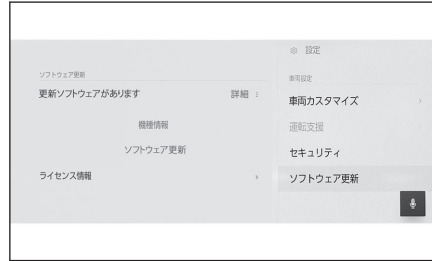 ソフトウェア更新
更新ソフトウェアがあります 詳細
機種情報
ソフトウェア更新
ライセンス情報
設定
車両設定
車両カスタマイズ
運転支援
セキュリティ
ソフトウェア更新